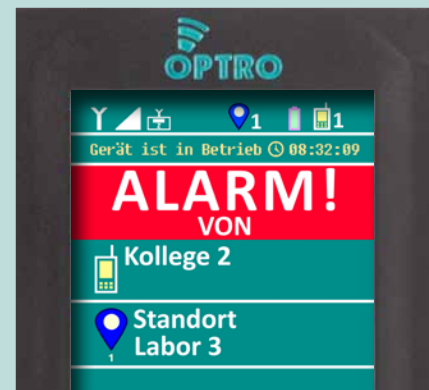 OPTRO
1
1
Gerät ist in Betrieb 08:32:09
ALARM!
VON
Kollege 2
Standort
Labor 3
1